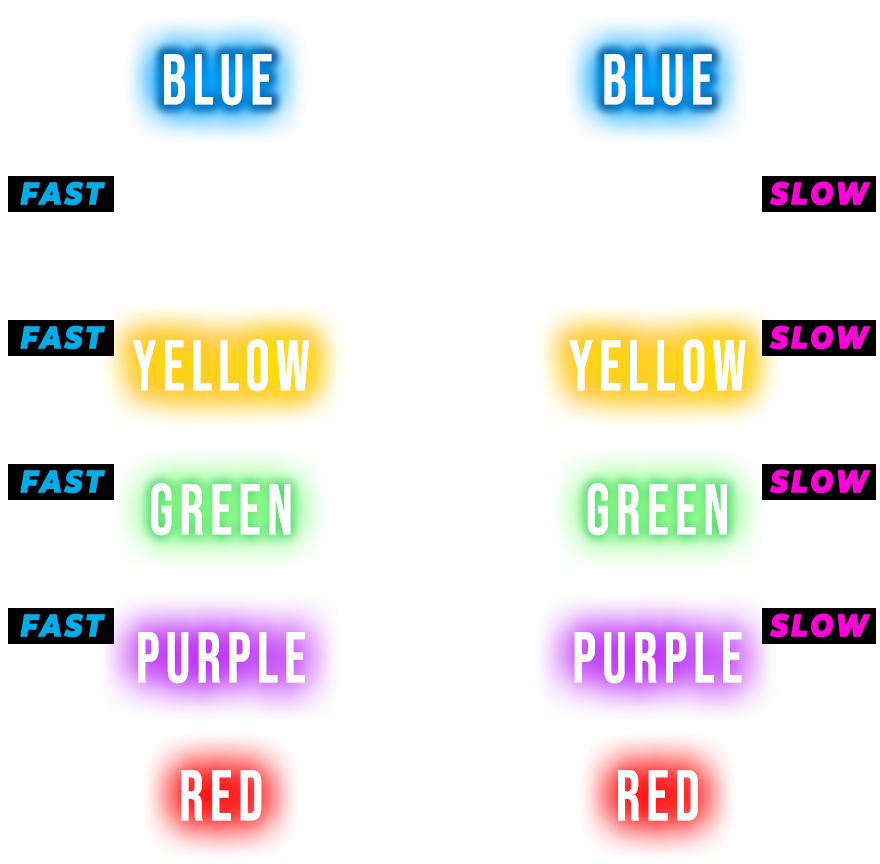 BLUE BLUE
FAST SLOW
FAST SLOW
YELLOW YELLOW
FAST SLOW
GREEN GREEN
FAST SLOW
PURPLE PURPLE
RED RED